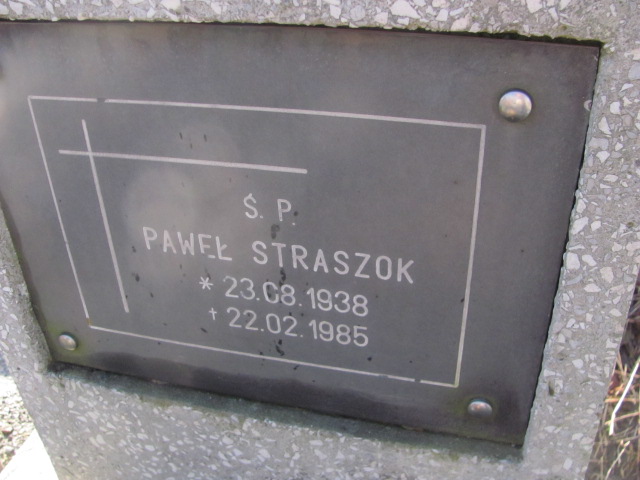 Ś. P.
PAWEŁ STRASZOK
* 23.08.1938
+ 22.02.1985